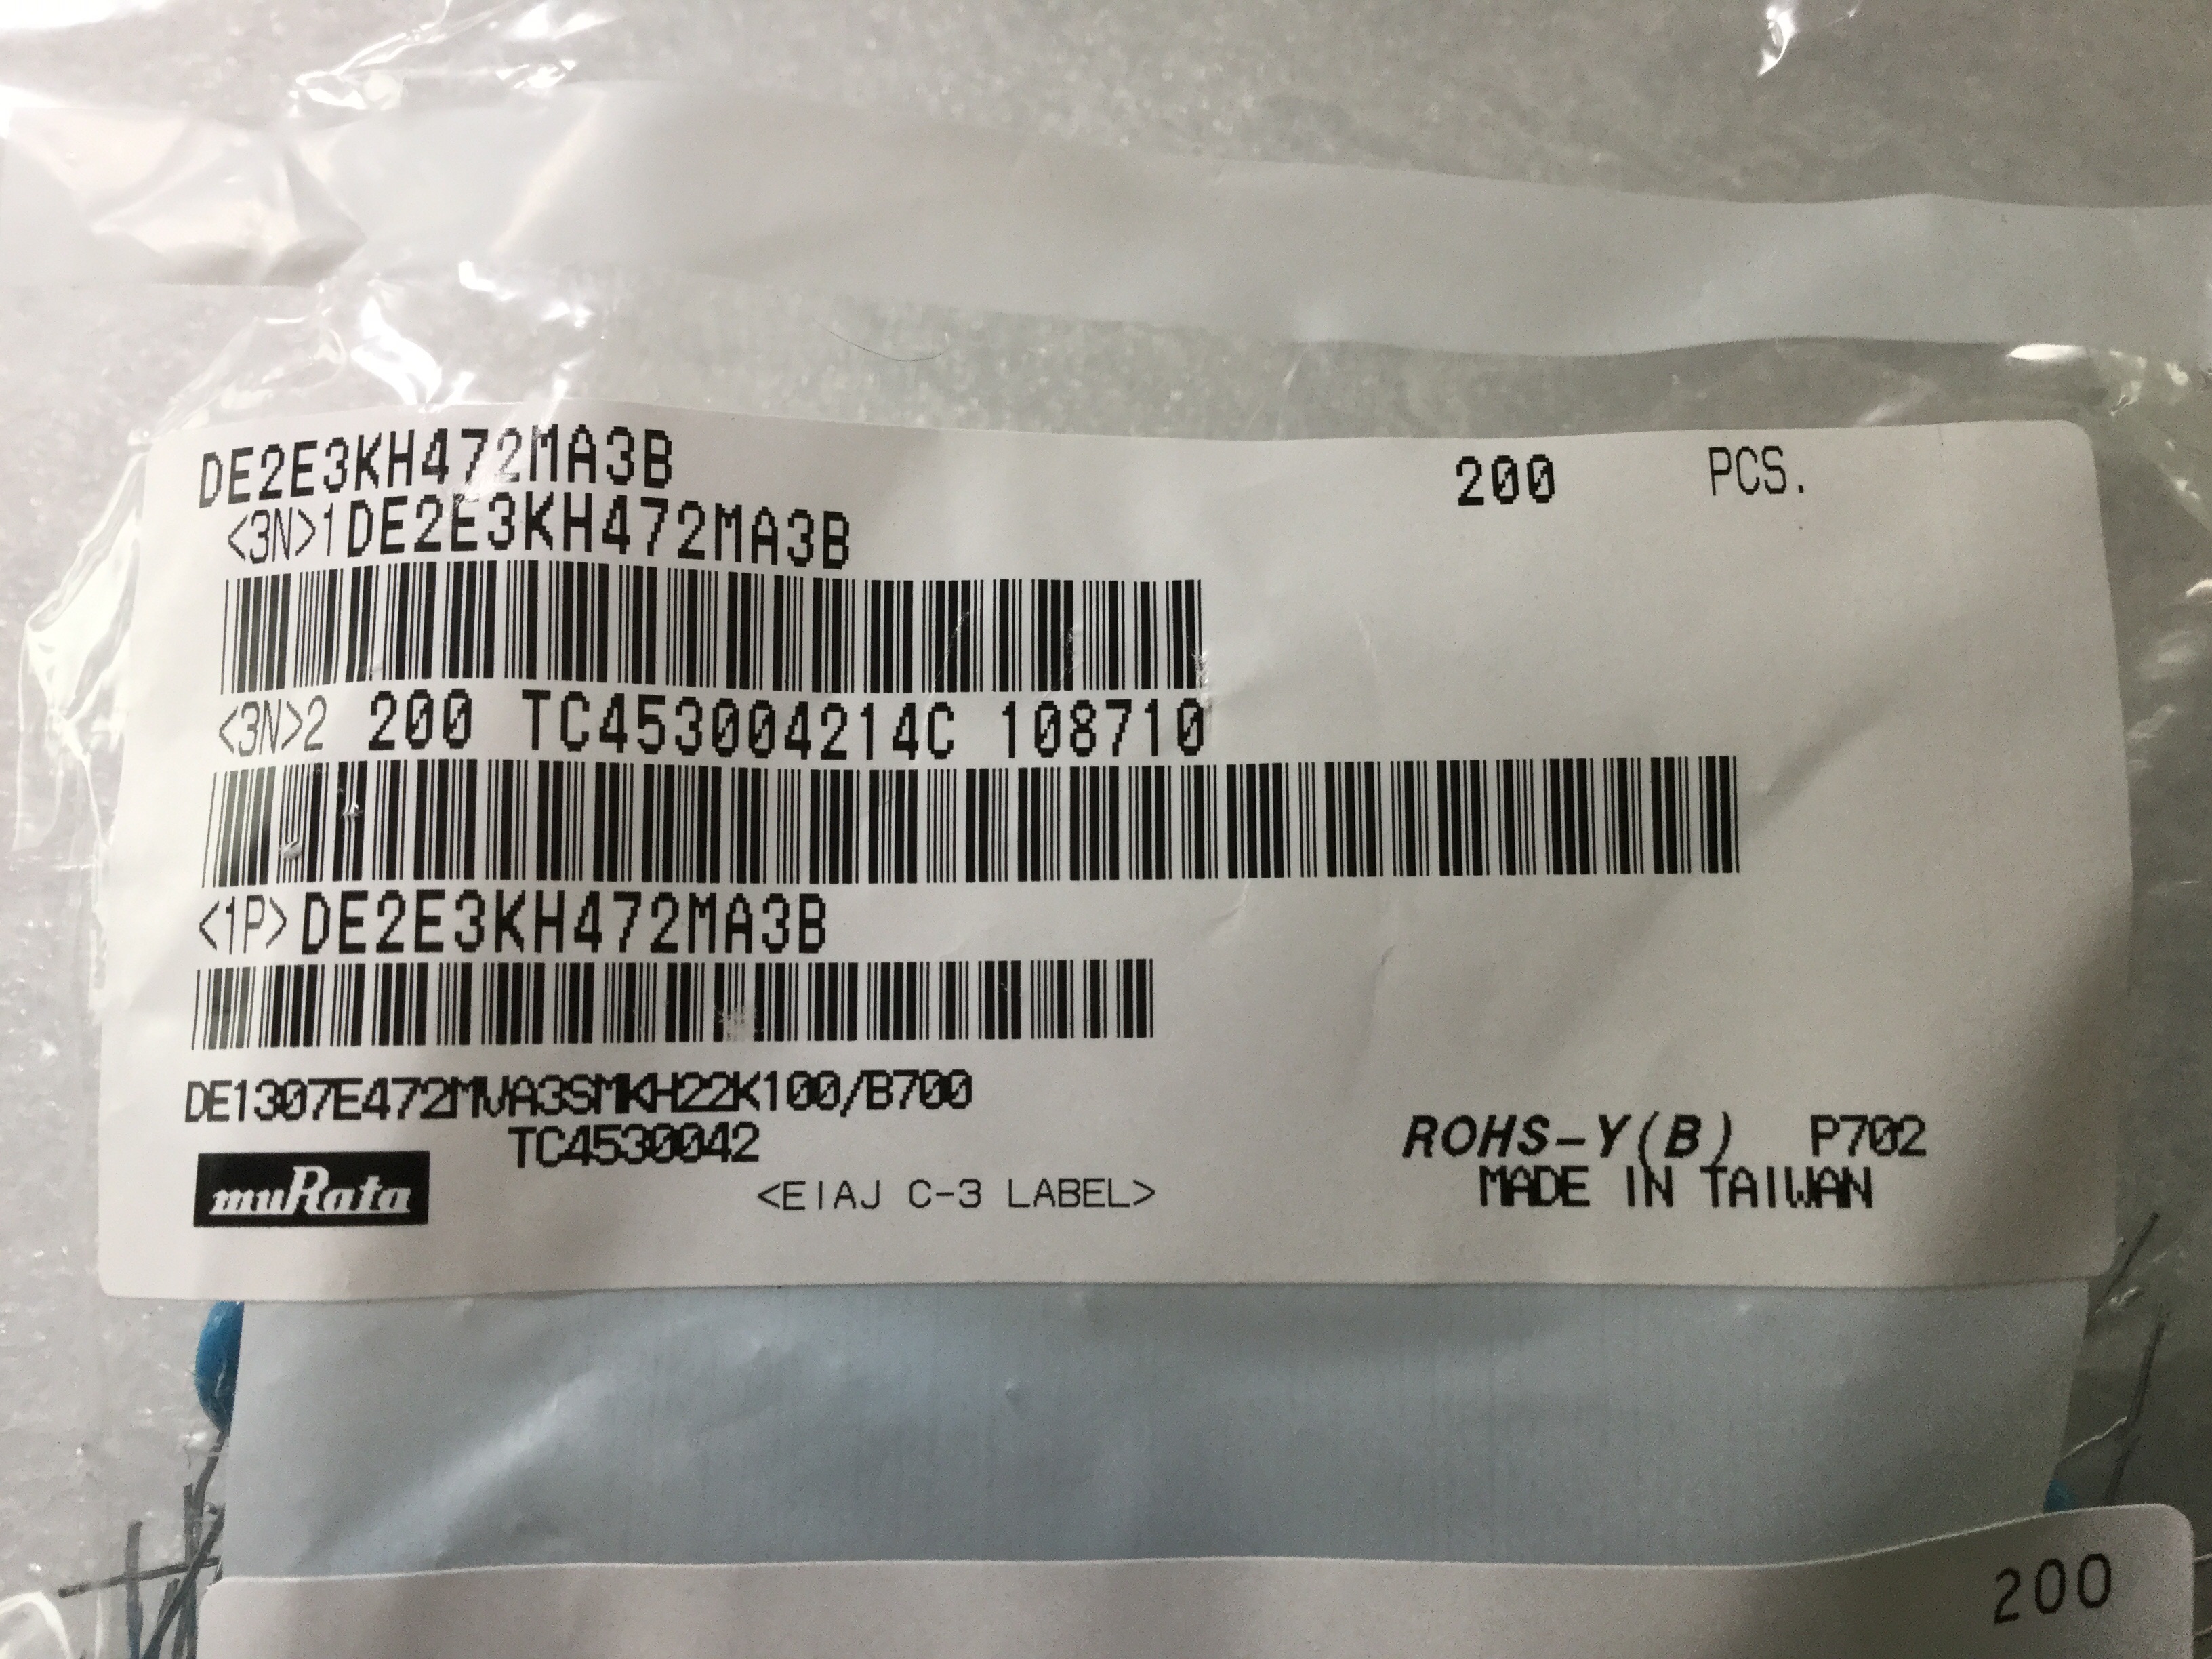 DE2E3KH472MA3B 200 PCS.
<3N>1DE2E3KH472MA3B
<3N>2 200 TC453004214C 108710
<1P>DE2E3KH472MA3B
DE1307E472MVA3SMKH22K100/B700
TC4530042
ROHS-Y(B) P702
muRata <EIAJ C-3 LABEL> MADE IN TAIWAN
200